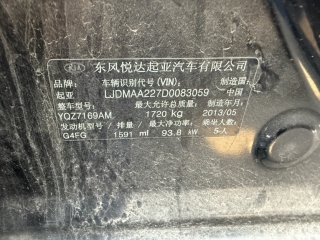 东风悦达起亚汽车有限公司
品牌: 车辆识别代号(VIN): 制造国:
起亚 LJDMAA227D0083059 中国
整车型号: 最大允许总质量: 制造年月:
YQZ7169AM 1720 kg 2013/05
发动机型号/排量/最大净功率: 乘坐人数:
G4FG 1591 ml 93.8 kW 5人